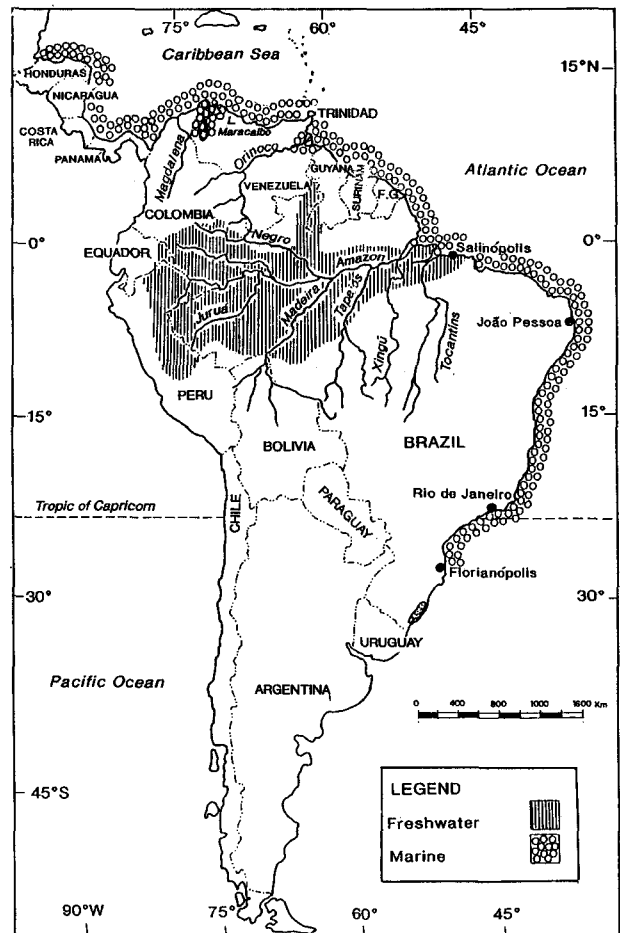 75°
60°
45°
Caribbean Sea
15°N
HONDURAS
NICARAGUA
COSTA
RICA
PANAMA
L.
Maracaibo
TRINIDAD
Magdalena
Orinoco
GUYANA
VENEZUELA
SURINAM
F.G.
Atlantic Ocean
COLOMBIA
0°
Negro
0°
EQUADOR
Amazon
Salinópolis
Juruá
Madeira
Tapajós
Xingú
Tocantins
João Pessoa
PERU
15°
15°
BOLIVIA
BRAZIL
Tropic of Capricorn
CHILE
PARAGUAY
Rio de Janeiro
Florianópolis
30°
30°
URUGUAY
Pacific Ocean
ARGENTINA
0 400 800 1200 1600 Km
45°S
LEGEND
Freshwater
Marine
90°W
75°
60°
45°